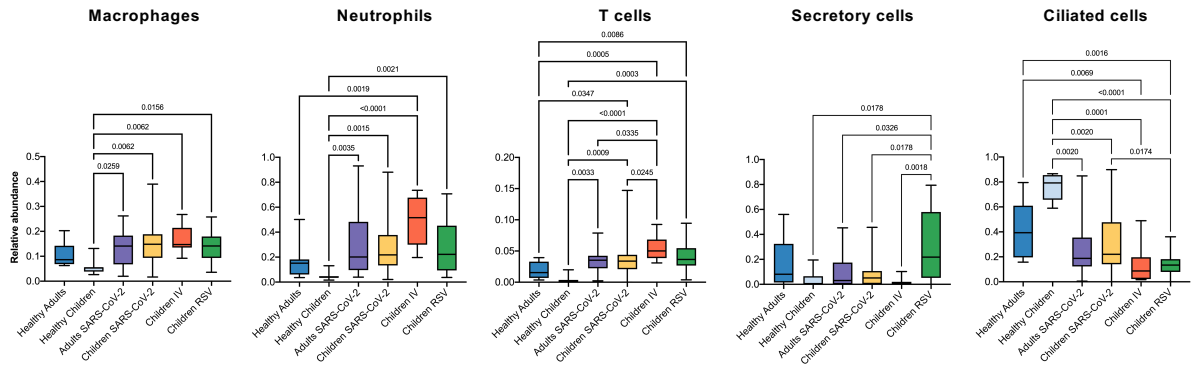 Macrophages
0.0156
0.0062
0.0062
0.0259
Relative abundance
0.5
0.4
0.3
0.2
0.1
0.0
Healthy Adults
Healthy Children
Adults SARS-CoV-2
Children SARS-CoV-2
Children IV
Children RSV
Neutrophils
0.0021
0.0019
<0.0001
0.0015
0.0035
1.0
0.8
0.6
0.4
0.2
0.0
Healthy Adults
Healthy Children
Adults SARS-CoV-2
Children SARS-CoV-2
Children IV
Children RSV
T cells
0.0086
0.0005
0.0003
0.0347
<0.0001
0.0335
0.0009
0.0033
0.0245
0.20
0.15
0.10
0.05
0.00
Healthy Adults
Healthy Children
Adults SARS-CoV-2
Children SARS-CoV-2
Children IV
Children RSV
Secretory cells
0.0178
0.0326
0.0178
0.0018
1.0
0.8
0.6
0.4
0.2
0.0
Healthy Adults
Healthy Children
Adults SARS-CoV-2
Children SARS-CoV-2
Children IV
Children RSV
Ciliated cells
0.0016
0.0069
<0.0001
0.0001
0.0020
0.0020
0.0174
1.0
0.8
0.6
0.4
0.2
0.0
Healthy Adults
Healthy Children
Adults SARS-CoV-2
Children SARS-CoV-2
Children IV
Children RSV